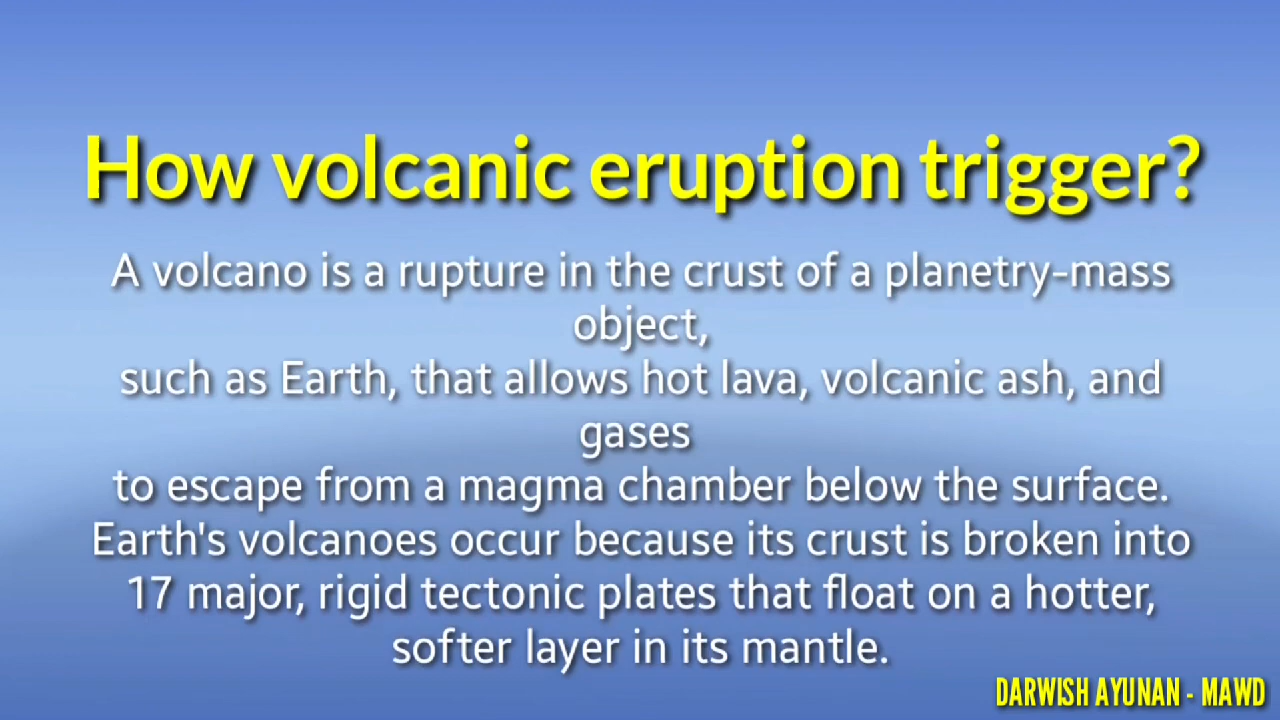 How volcanic eruption trigger?
A volcano is a rupture in the crust of a planetry-mass
object,
such as Earth, that allows hot lava, volcanic ash, and
gases
to escape from a magma chamber below the surface.
Earth's volcanoes occur because its crust is broken into
17 major, rigid tectonic plates that float on a hotter,
softer layer in its mantle.
DARWISH AYUNAN - MAWD